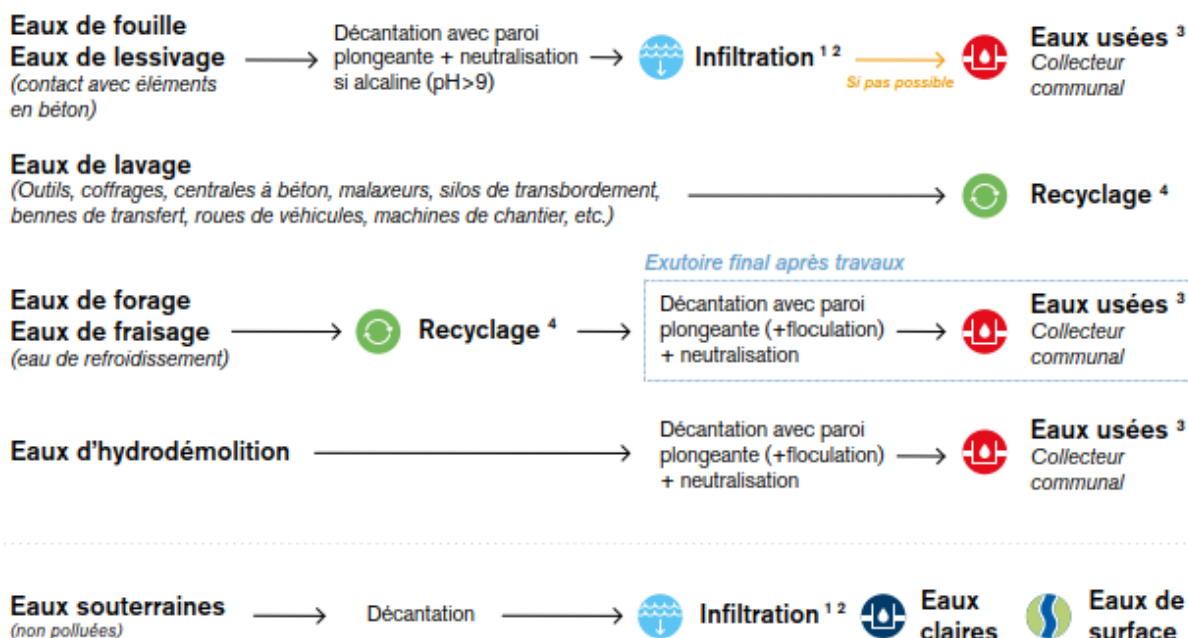 Eaux de fouille
Eaux de lessivage
(contact avec éléments
en béton)
Décantation avec paroi
plongeante + neutralisation
si alcaline (pH>9)
Infiltration ¹ ²
Si pas possible
Eaux usées ³
Collecteur
communal
Eaux de lavage
(Outils, coffrages, centrales à béton, malaxeurs, silos de transbordement,
bennes de transfert, roues de véhicules, machines de chantier, etc.)
Recyclage ⁴
Exutoire final après travaux
Eaux de forage
Eaux de fraisage
(eau de refroidissement)
Recyclage ⁴
Décantation avec paroi
plongeante (+floculation)
+ neutralisation
Eaux usées ³
Collecteur
communal
Eaux d'hydrodémolition
Décantation avec paroi
plongeante (+floculation)
+ neutralisation
Eaux usées ³
Collecteur
communal
Eaux souterraines
(non polluées)
Décantation
Infiltration ¹ ²
Eaux
claires
Eaux de
surface